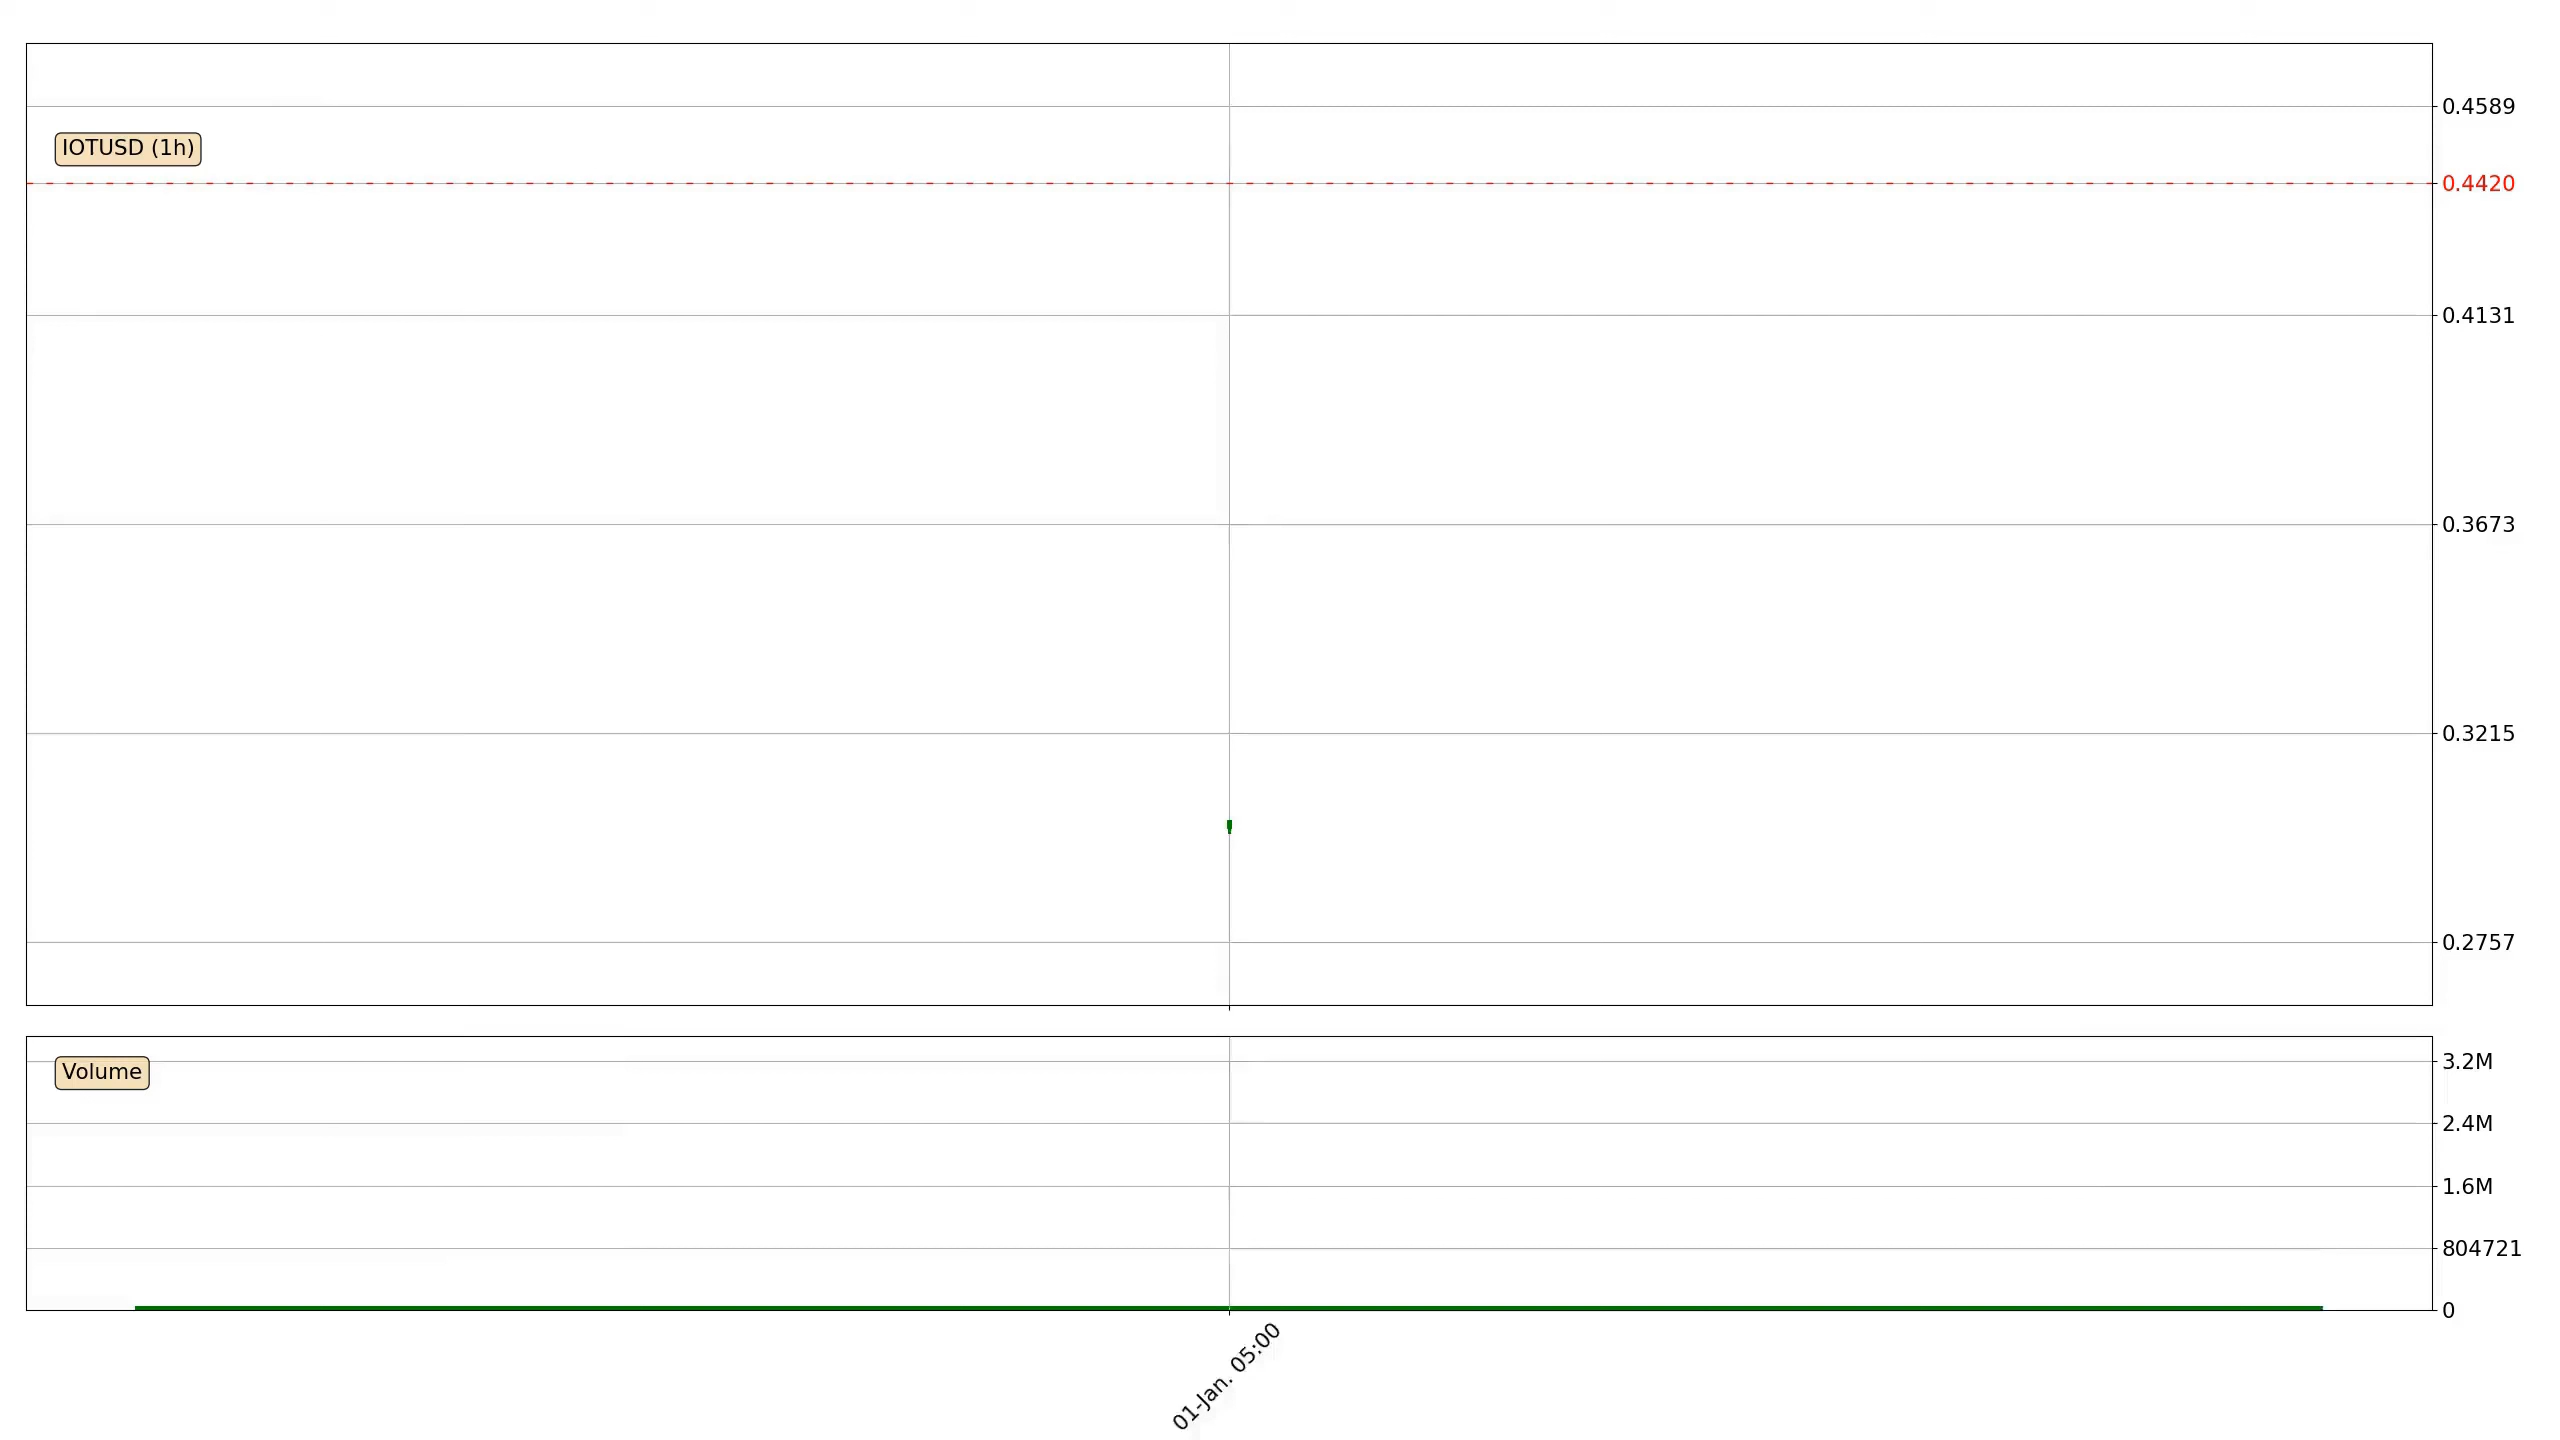 0.4589
IOTUSD (1h)
0.4420
0.4131
0.3673
0.3215
0.2757
3.2M
Volume
2.4M
1.6M
804721
0
01-Jan. 05:00